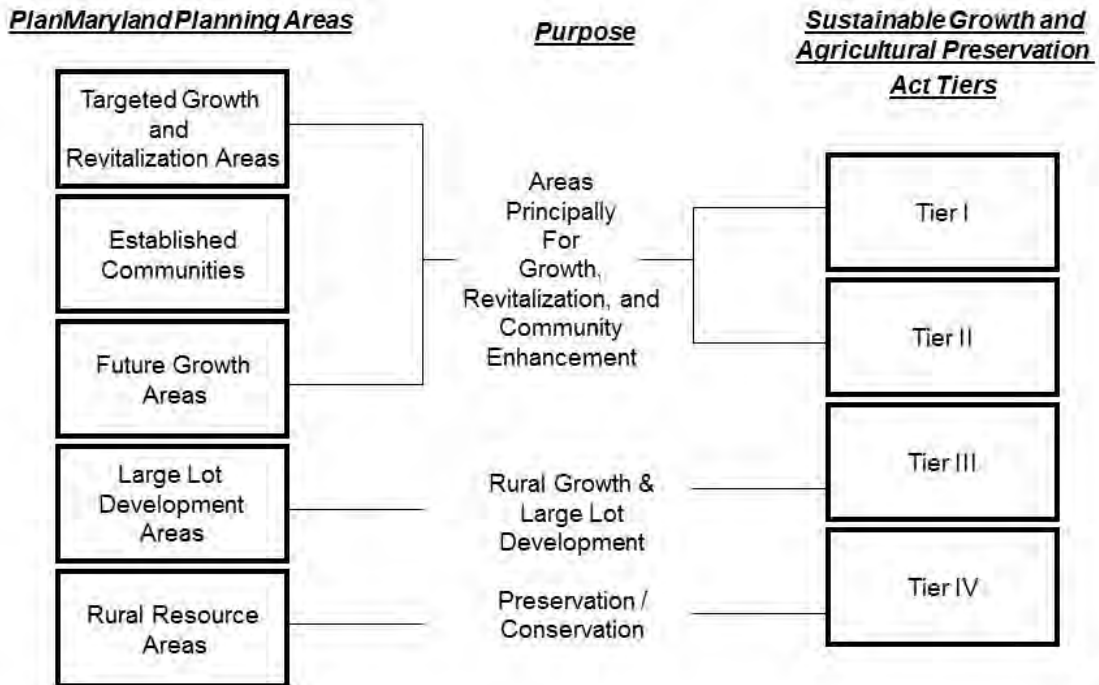 PlanMaryland Planning Areas
Purpose
Sustainable Growth and
Agricultural Preservation
Act Tiers
Targeted Growth
and
Revitalization Areas
Established
Communities
Future Growth
Areas
Large Lot
Development
Areas
Rural Resource
Areas
Areas
Principally
For
Growth,
Revitalization, and
Community
Enhancement
Rural Growth &
Large Lot
Development
Preservation /
Conservation
Tier I
Tier II
Tier III
Tier IV